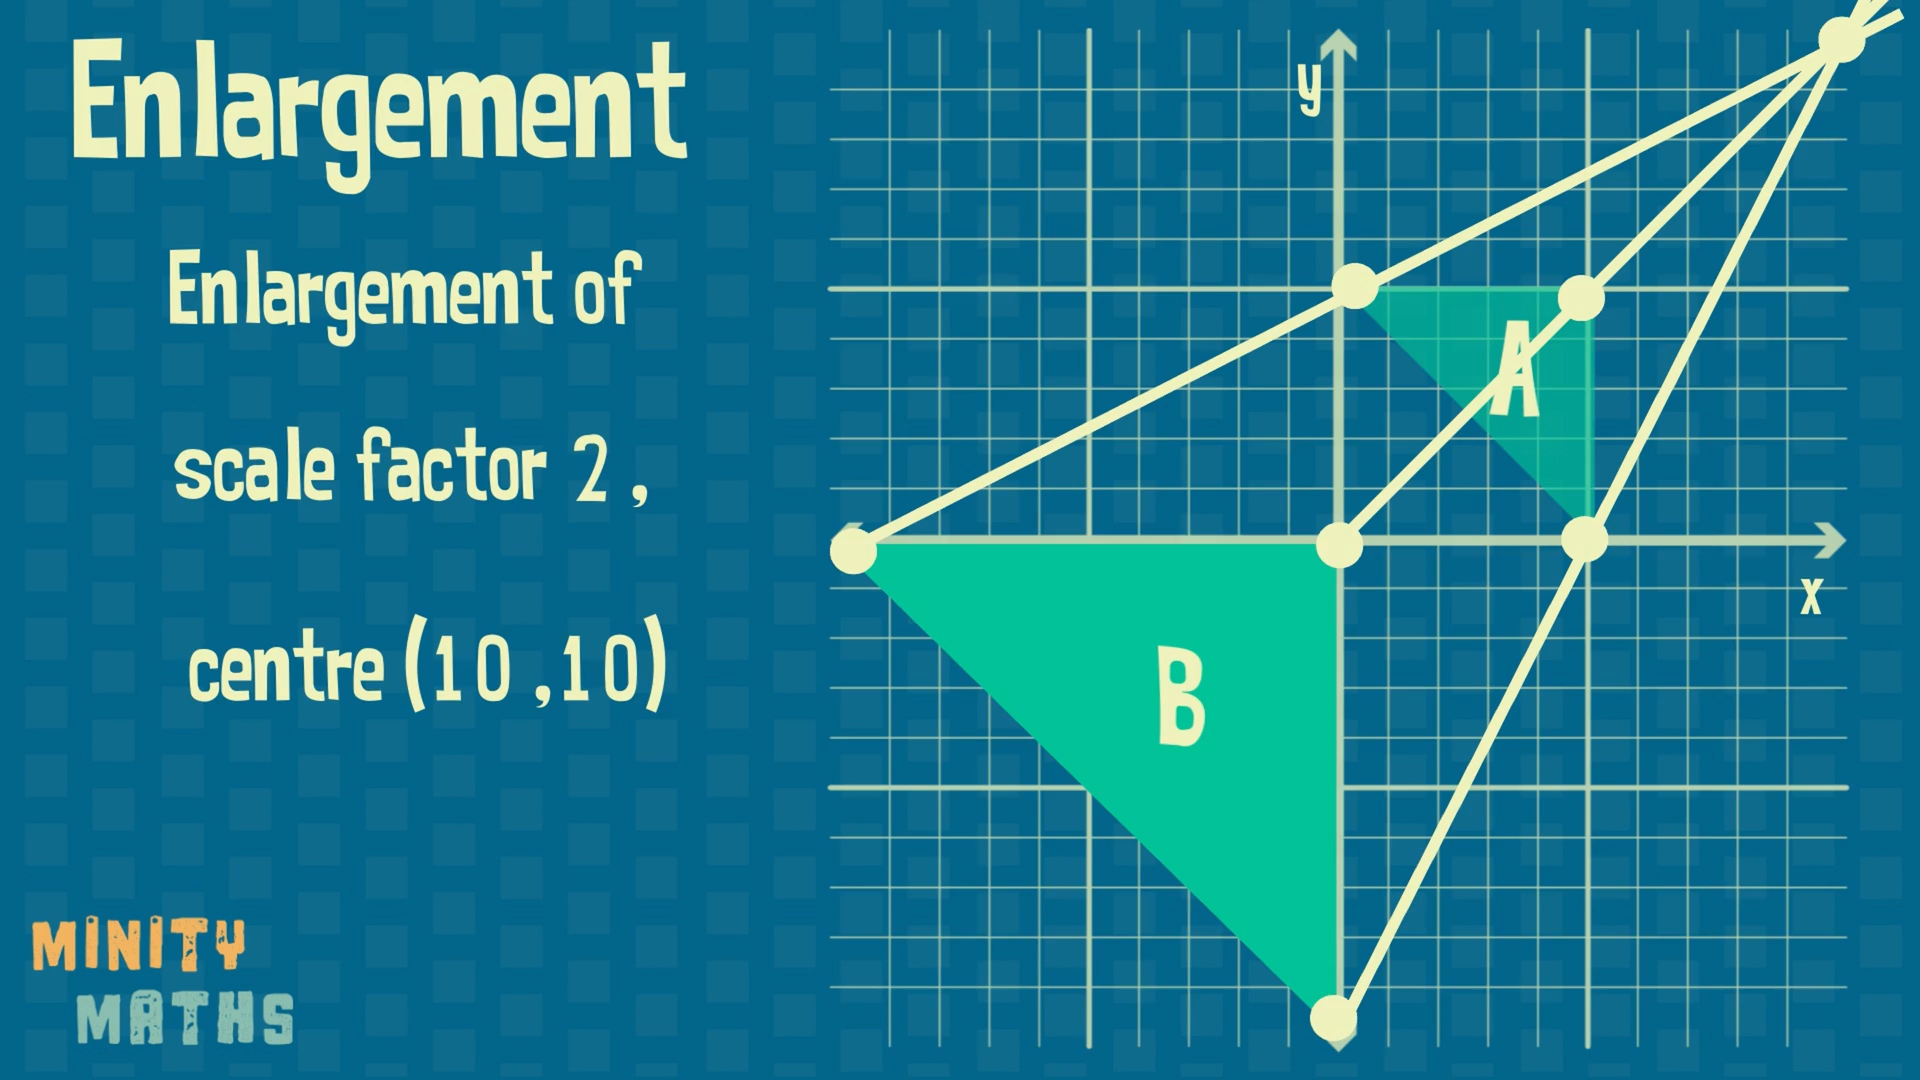 Enlargement
Enlargement of
scale factor 2 ,
centre (10 ,10)
y
A
x
B
MINITY
MATHS